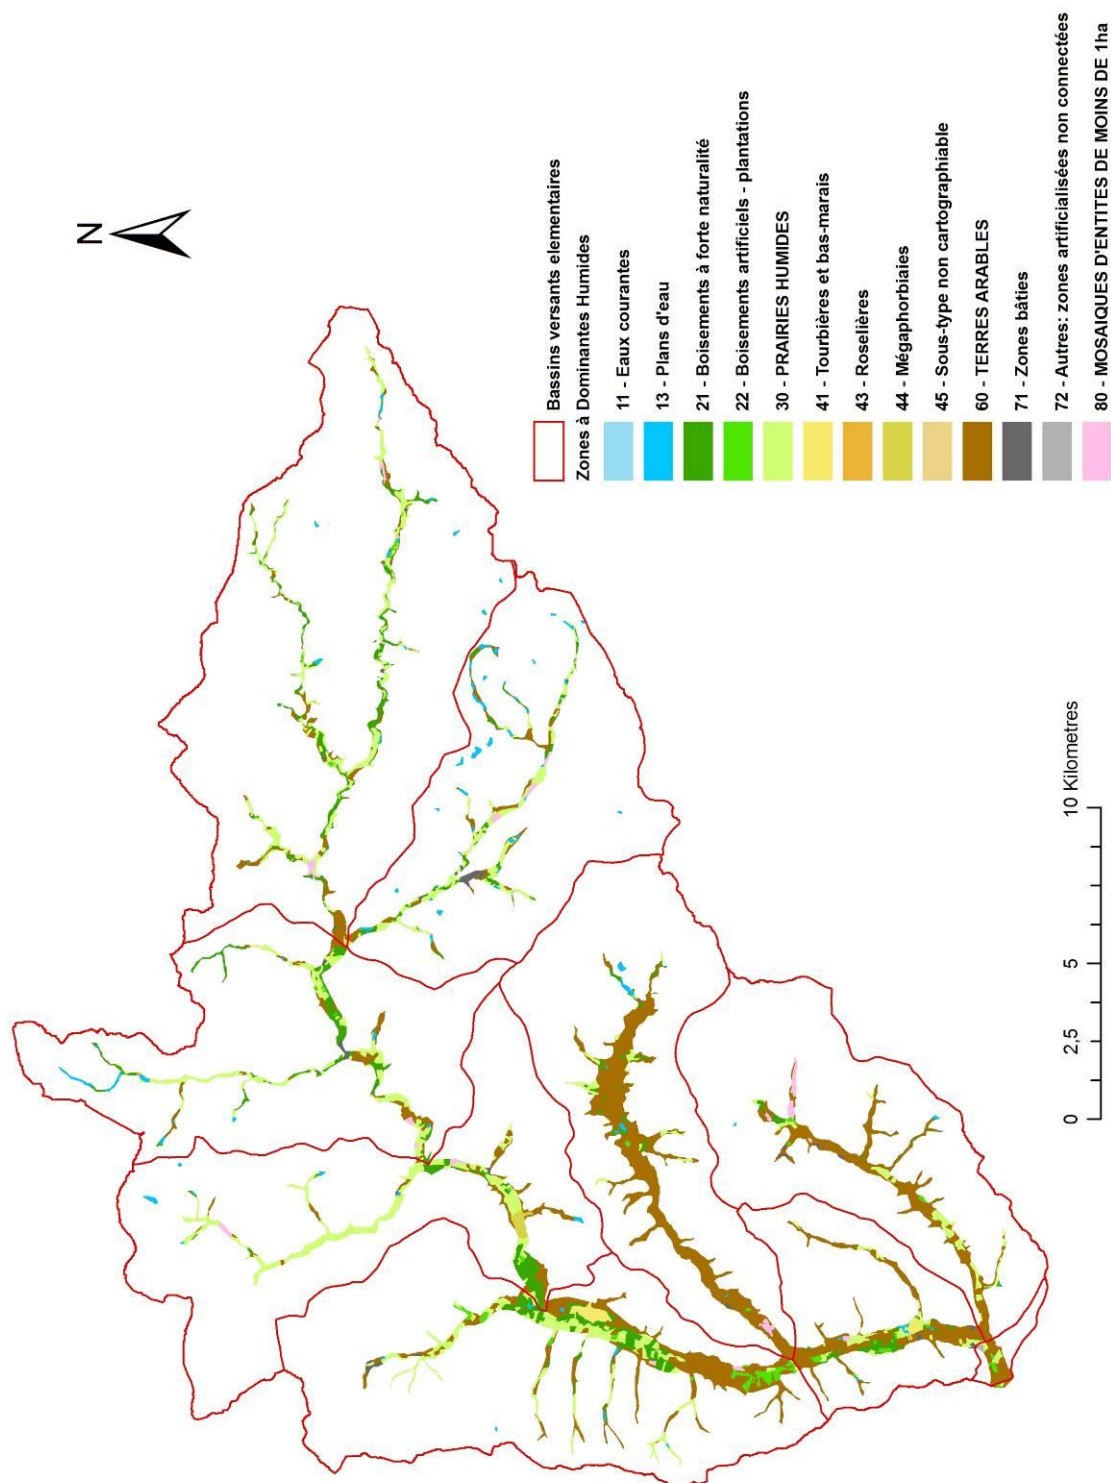 N
Bassins versants elementaires
Zones à Dominantes Humides
11 - Eaux courantes
13 - Plans d'eau
21 - Boisements à forte naturalité
22 - Boisements artificiels - plantations
30 - PRAIRIES HUMIDES
41 - Tourbières et bas-marais
43 - Roselières
44 - Mégaphorbiaies
45 - Sous-type non cartographiable
60 - TERRES ARABLES
71 - Zones bâties
72 - Autres: zones artificialisées non connectées
80 - MOSAIQUES D'ENTITES DE MOINS DE 1ha
0 2,5 5 10 Kilometres